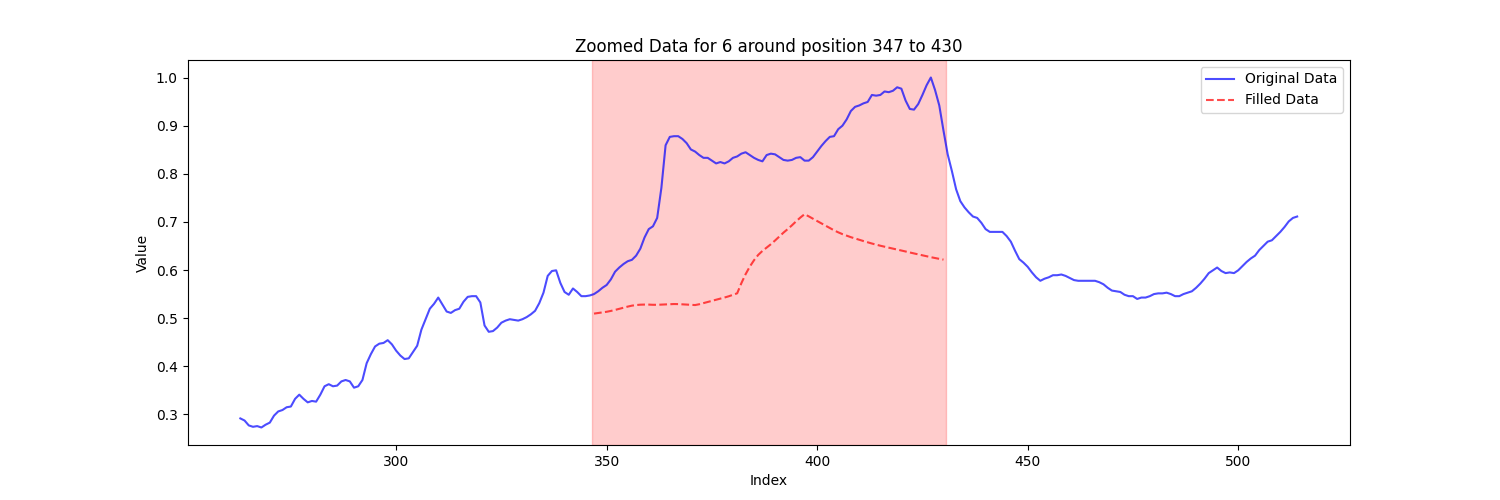 Zoomed Data for 6 around position 347 to 430
Original Data
Filled Data
Value
1.0
0.9
0.8
0.7
0.6
0.5
0.4
0.3
300
350
400
450
500
Index